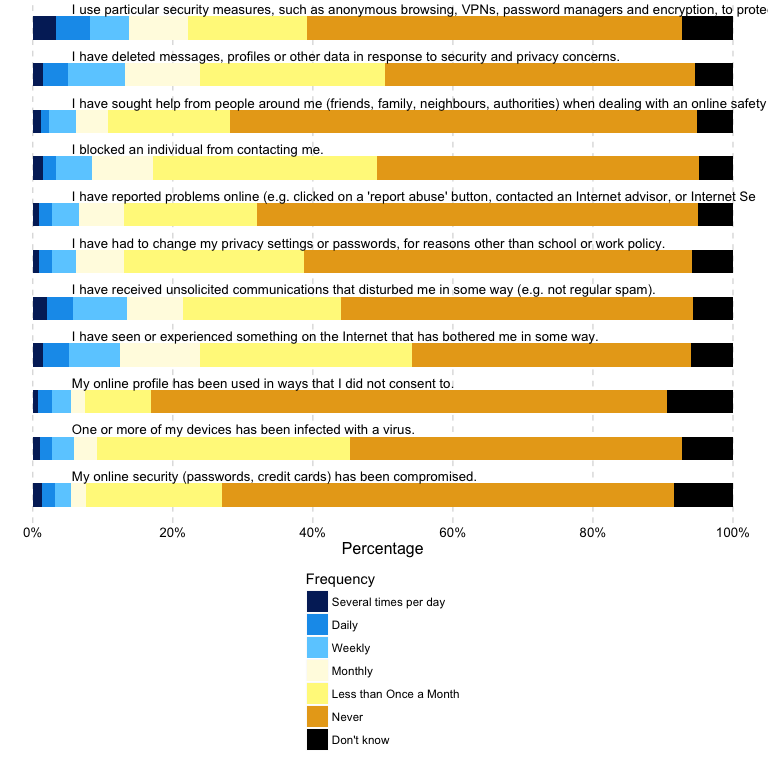 I use particular security measures, such as anonymous browsing, VPNs, password managers and encryption, to
I have deleted messages, profiles or other data in response to security and privacy concerns.
I have sought help from people around me (friends, family, neighbours, authorities) when dealing with an online safety
I blocked an individual from contacting me.
I have reported problems online (e.g. clicked on a 'report abuse' button, contacted an Internet advisor, or Internet Se
I have had to change my privacy settings or passwords, for reasons other than school or work policy.
I have received unsolicited communications that disturbed me in some way (e.g. not regular spam).
I have seen or experienced something on the Internet that has bothered me in some way.
My online profile has been used in ways that I did not consent to.
One or more of my devices has been infected with a virus.
My online security (passwords, credit cards) has been compromised.
0% 20% 40% 60% 80% 100%
Percentage
Frequency
Several times per day
Daily
Weekly
Monthly
Less than Once a Month
Never
Don't know